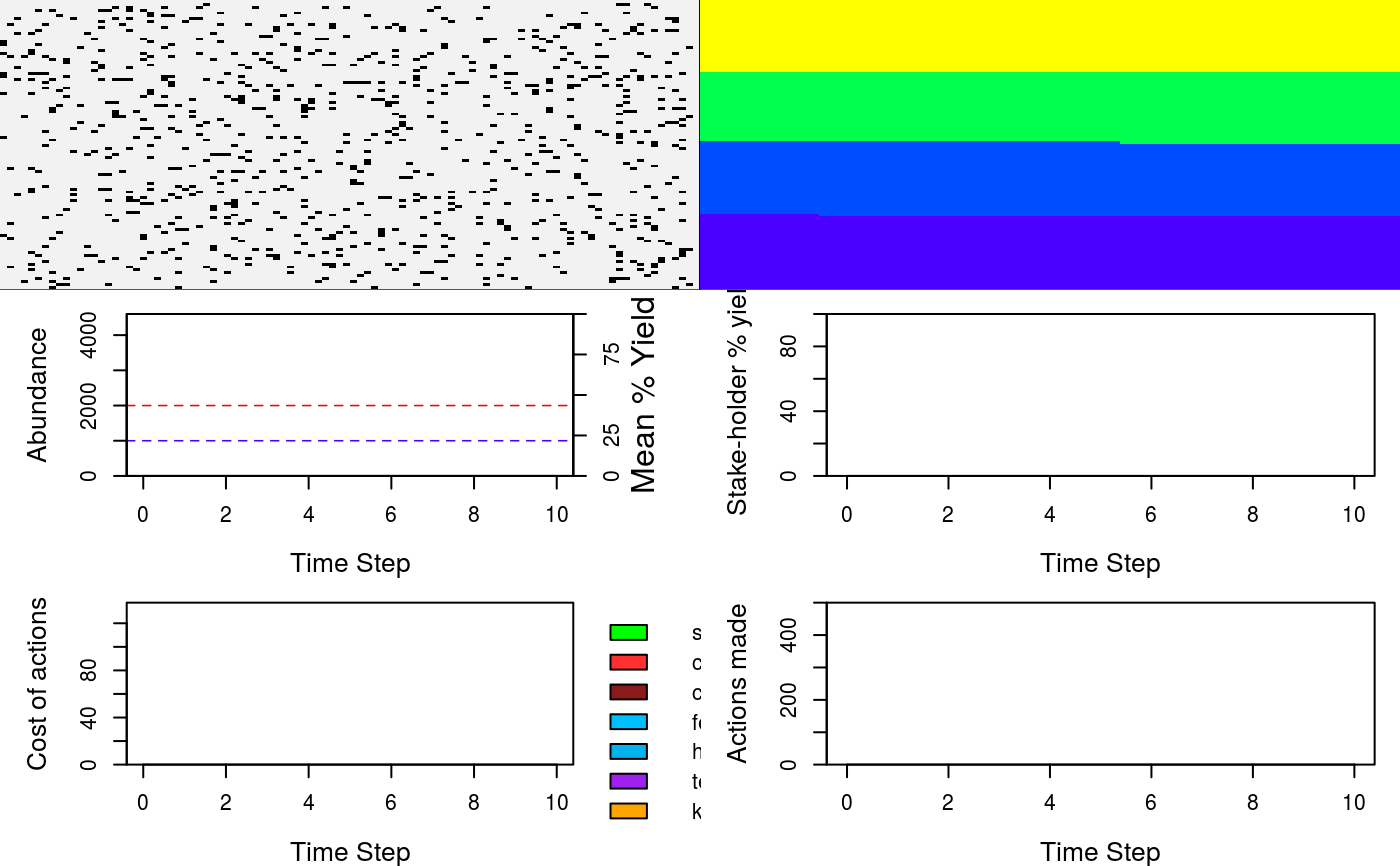 Abundance
0 2000 4000
0 25 75
Mean % Yield
0 2 4 6 8 10
Time Step
Stake-holder % yiel
0 40 80
0 2 4 6 8 10
Time Step
Cost of actions
0 40 80
0 2 4 6 8 10
Time Step
s
c
c
fe
h
te
k
Actions made
0 200 400
0 2 4 6 8 10
Time Step